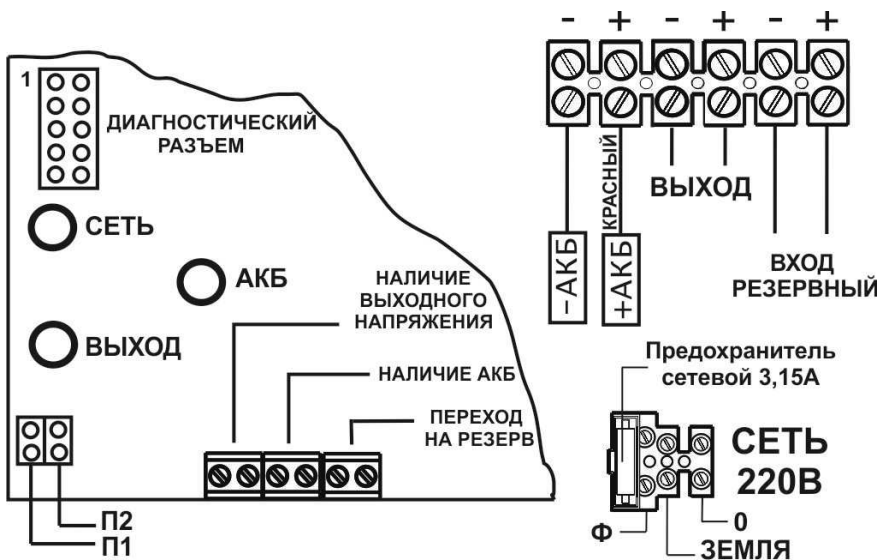 1
ДИАГНОСТИЧЕСКИЙ
РАЗЪЕМ
СЕТЬ
АКБ
ВЫХОД
НАЛИЧИЕ
ВЫХОДНОГО
НАПРЯЖЕНИЯ
НАЛИЧИЕ АКБ
ПЕРЕХОД
НА РЕЗЕРВ
П2
П1
- + - + - +
КРАСНЫЙ
-АКБ
+АКБ
ВЫХОД
ВХОД
РЕЗЕРВНЫЙ
Предохранитель
сетевой 3,15А
СЕТЬ
220В
Ф
0
ЗЕМЛЯ